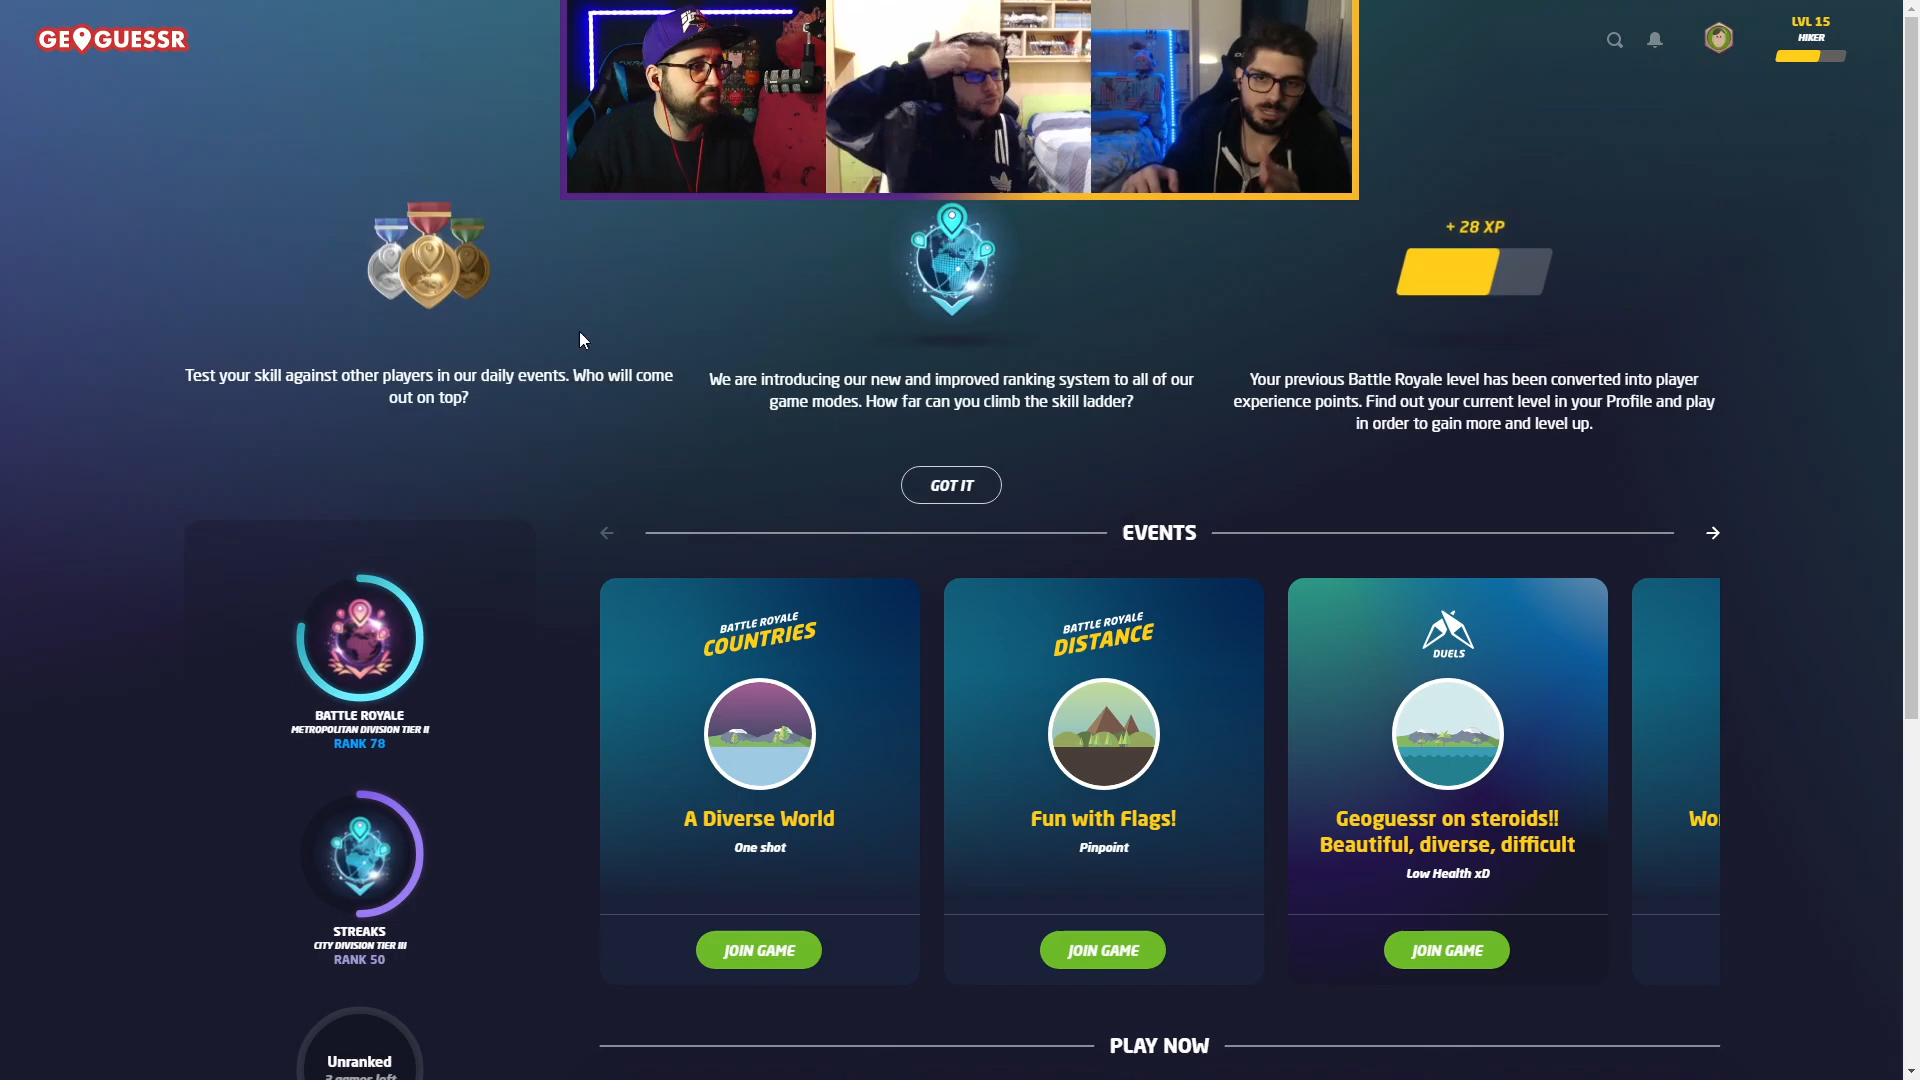 GEOGUESSR
LVL 15
HIKER
+ 28 XP
Test your skill against other players in our daily events. Who will come
out on top?
We are introducing our new and improved ranking system to all of our
game modes. How far can you climb the skill ladder?
Your previous Battle Royale level has been converted into player
experience points. Find out your current level in your Profile and play
in order to gain more and level up.
GOT IT
EVENTS
BATTLE ROYALE
METROPOLITAN DIVISION TIER II
RANK 78
STREAKS
CITY DIVISION TIER III
RANK 50
Unranked
BATTLE ROYALE
COUNTRIES
A Diverse World
One shot
JOIN GAME
BATTLE ROYALE
DISTANCE
Fun with Flags!
Pinpoint
JOIN GAME
DUELS
Geoguessr on steroids!!
Beautiful, diverse, difficult
Low Health xD
JOIN GAME
PLAY NOW